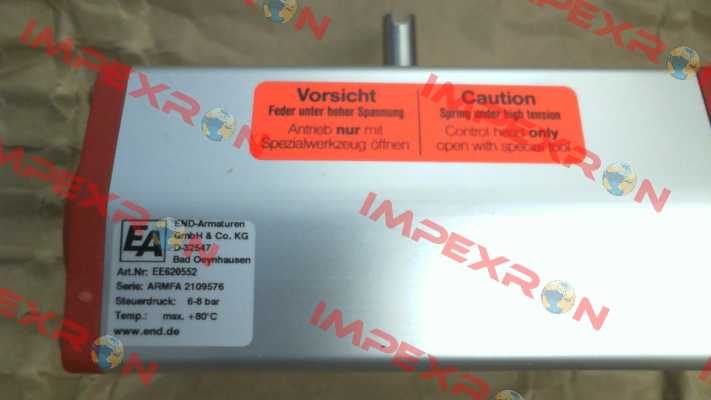 Vorsicht
Feder unter hoher Spannung
Antrieb nur mit
Spezialwerkzeug öffnen
Caution
Spring under high tension
Control heart only
open with special tool
EA
END-Armaturen
GmbH & Co. KG
D-32547
Bad Oeynhausen
Art.Nr: EE620552
Serie: ARMFA 2109576
Steuerdruck: 6-8 bar
Temp.: max. +80°C
www.end.de
IMPEXRON
IMPEXRON
IMPEXRON
IMPEXRON
IMPEXRON
IMPEXRON